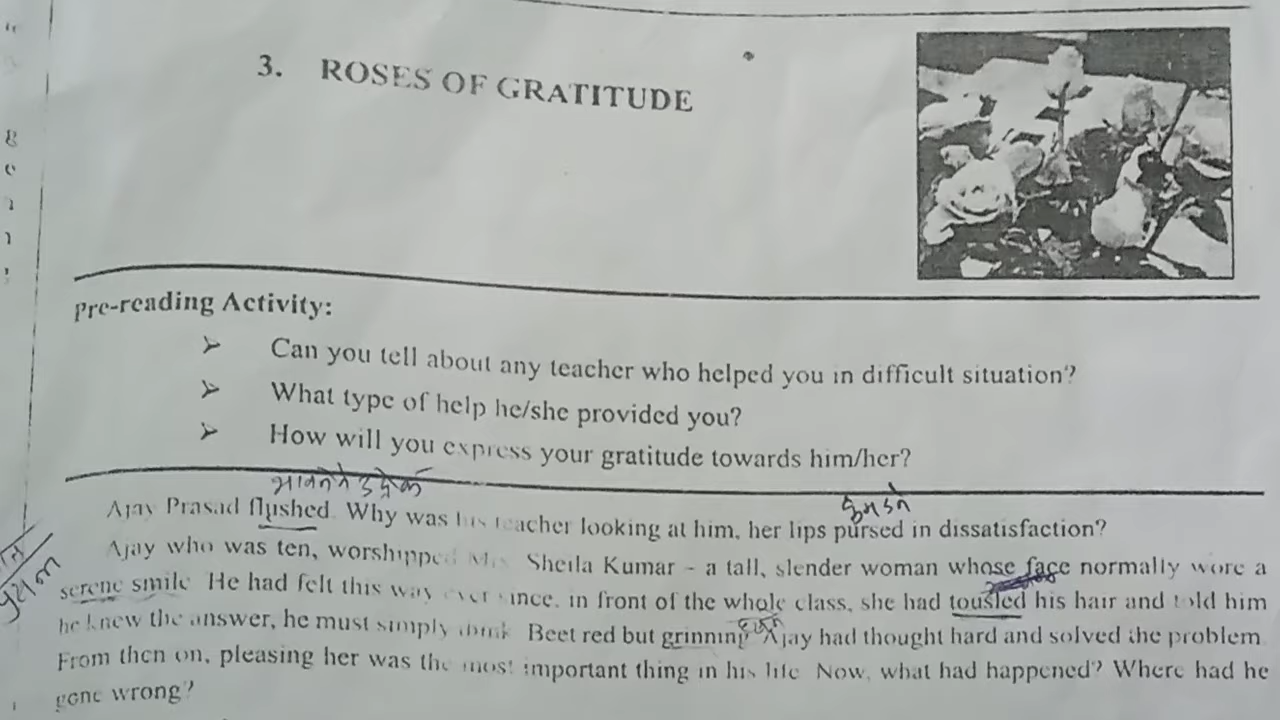 3. ROSES OF GRATITUDE
Pre-reading Activity:
➢ Can you tell about any teacher who helped you in difficult situation?
➢ What type of help he/she provided you?
➢ How will you express your gratitude towards him/her?
Ajay Prasad flushed. Why was his teacher looking at him, her lips pursed in dissatisfaction?
Ajay who was ten, worshipped Mrs Sheila Kumar - a tall, slender woman whose face normally wore a
serene smile. He had felt this way ever since, in front of the whole class, she had tousled his hair and told him
he knew the answer, he must simply think. Beet red but grinning Ajay had thought hard and solved the problem.
From then on, pleasing her was the most important thing in his life. Now, what had happened? Where had he
gone wrong?